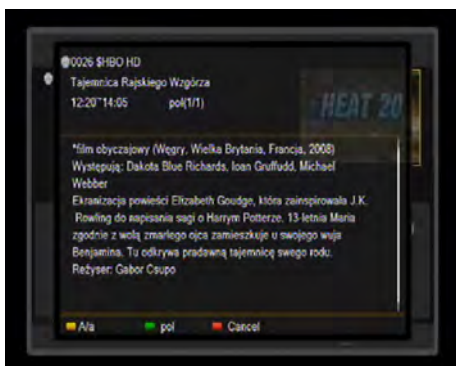 0026 $HBO HD
Tajemnica Rajskiego Wzgórza
12:20~14:05 pol(1/1)
HEAT 20
*film obyczajowy (Węgry, Wielka Brytania, Francja, 2008)
Występują: Dakota Blue Richards, Ioan Gruffudd, Michael
Webber
Ekranizacja powieści Elizabeth Goudge, która zainspirowała J.K.
Rowling do napisania sagi o Harrym Potterze. 13-letnia Maria
zgodnie z wolą zmarłego ojca zamieszkuje u swojego wuja
Benjamina. Tu odkrywa pradawną tajemnicę swego rodu.
Reżyser: Gabor Csupo
A/a pol Cancel